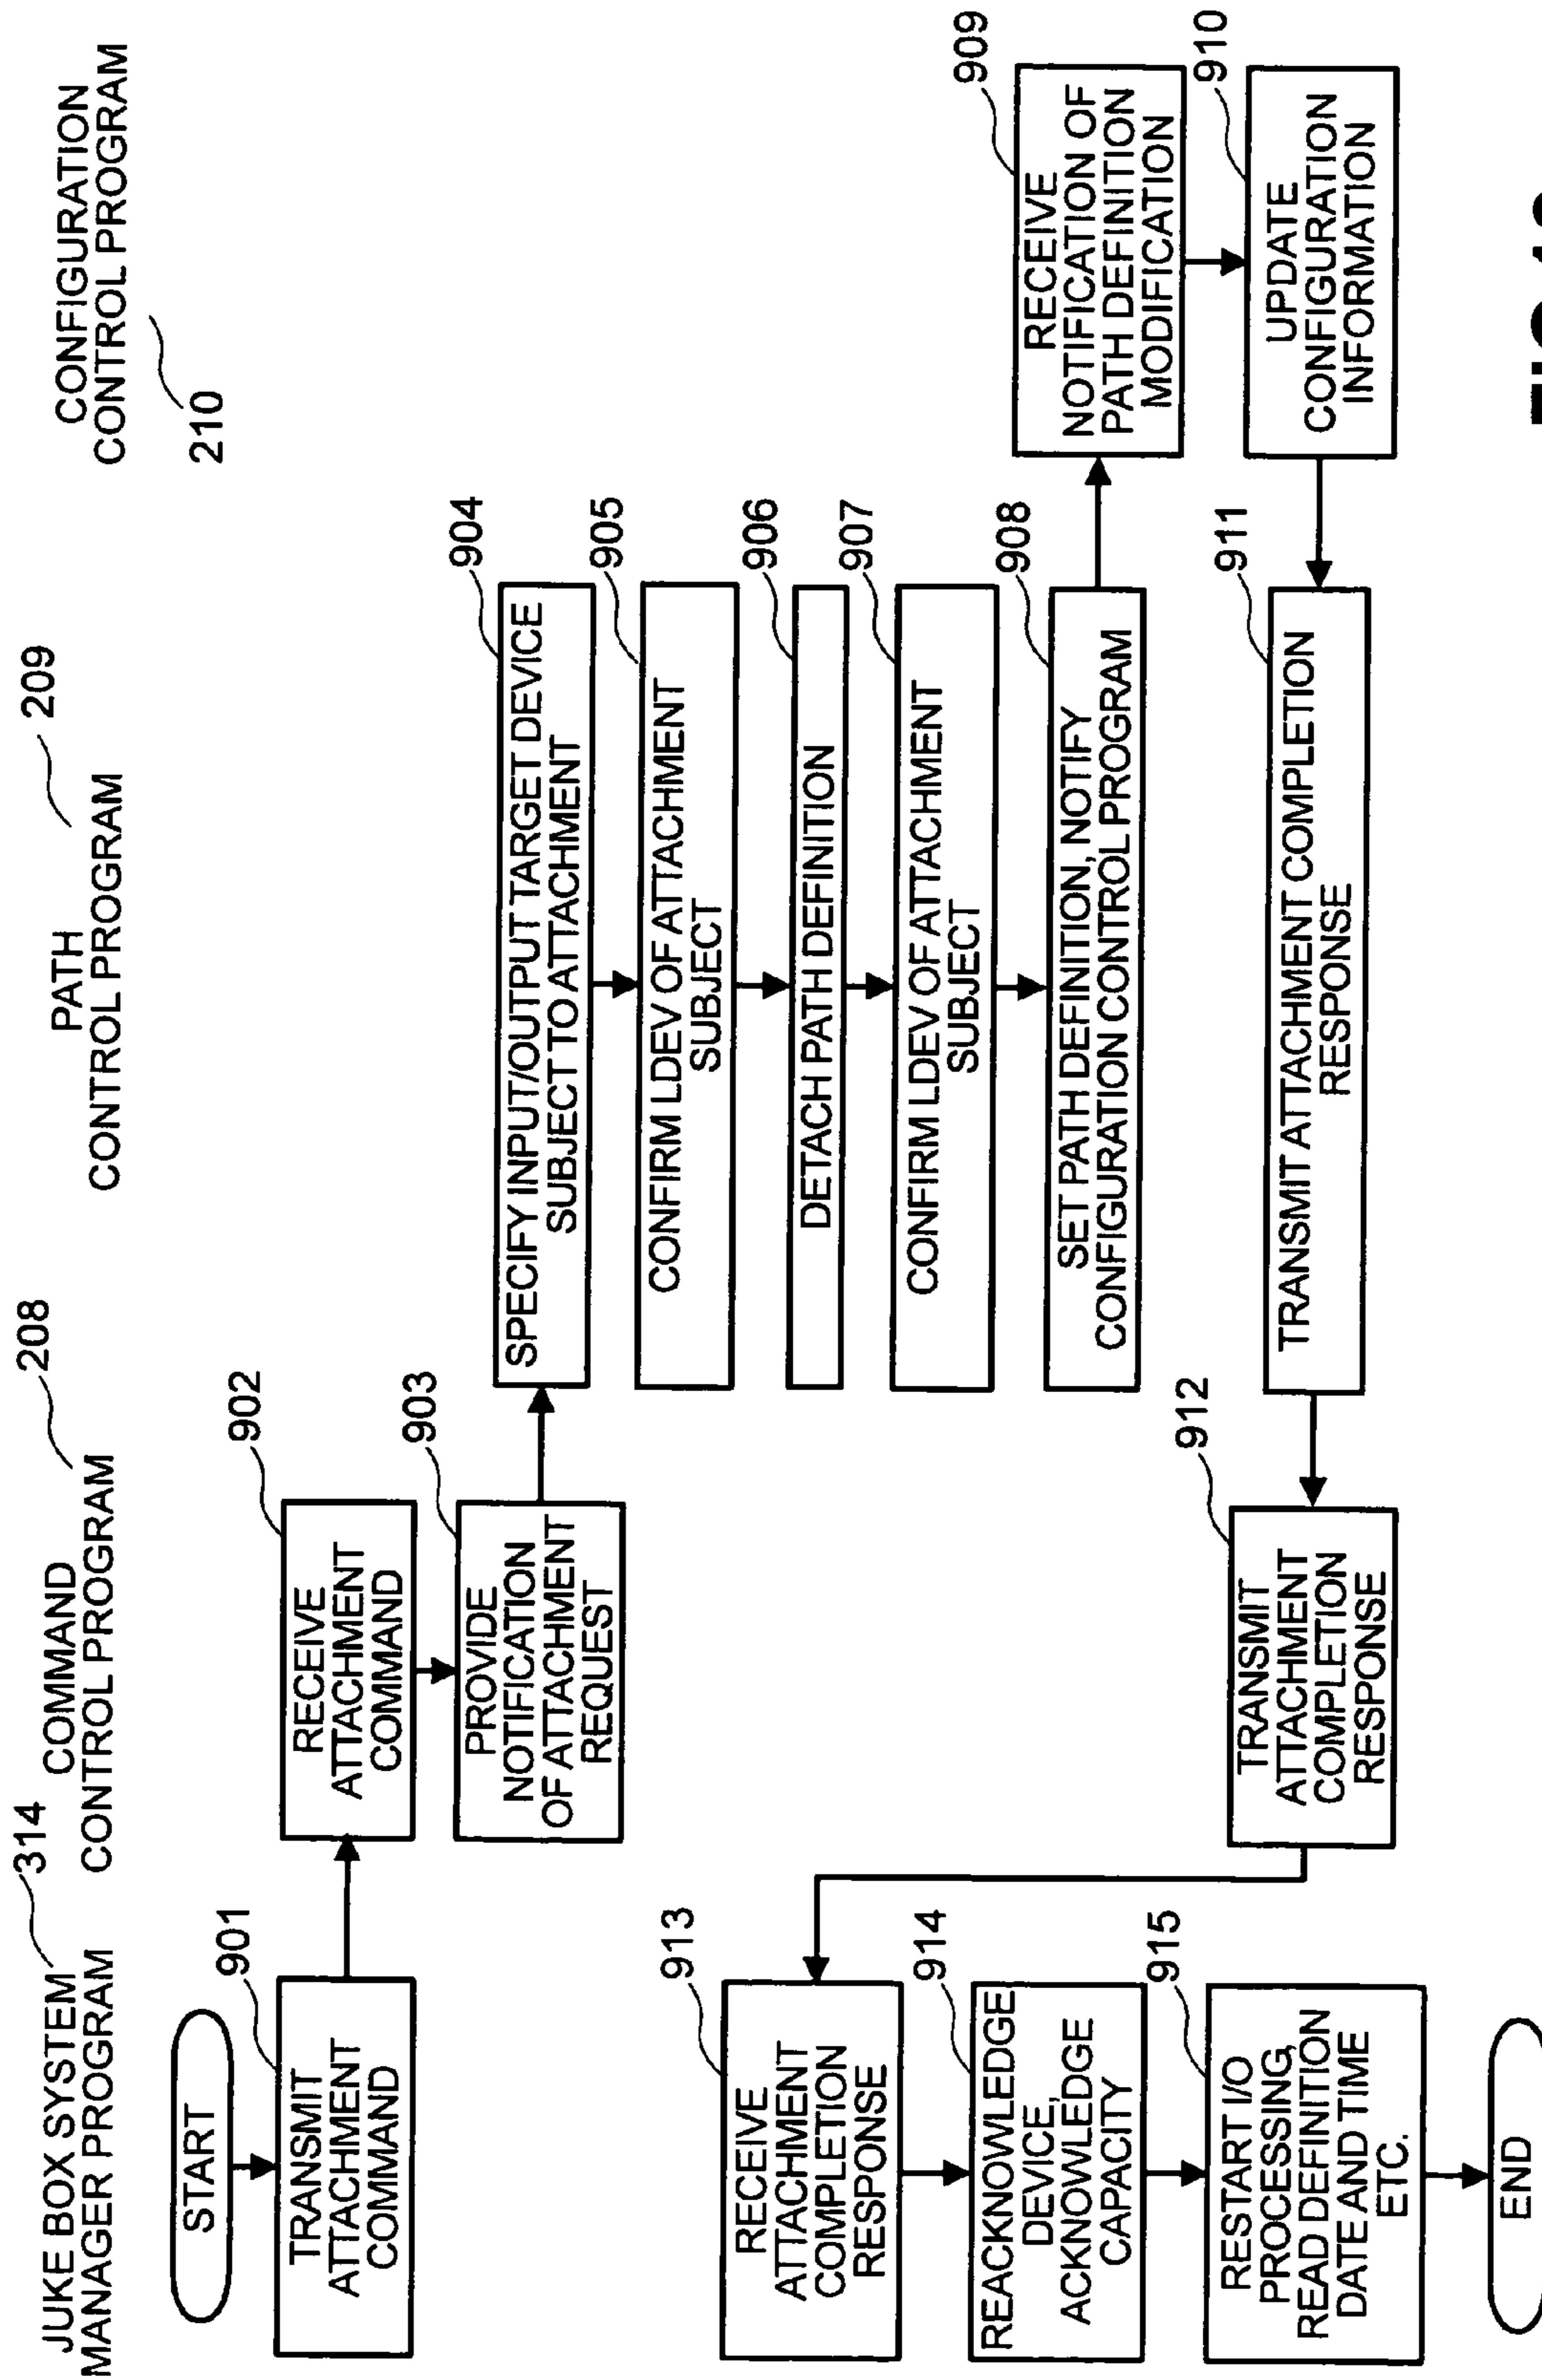 JUKE BOX SYSTEM
MANAGER PROGRAM
314
COMMAND
CONTROL PROGRAM
208
PATH
CONTROL PROGRAM
209
CONFIGURATION
CONTROL PROGRAM
210
START
901
TRANSMIT
ATTACHMENT
COMMAND
902
RECEIVE
ATTACHMENT
COMMAND
903
PROVIDE
NOTIFICATION
OF ATTACHMENT
REQUEST
904
SPECIFY INPUT/OUTPUT TARGET DEVICE
SUBJECT TO ATTACHMENT
905
CONFIRM LDEV OF ATTACHMENT
SUBJECT
906
DETACH PATH DEFINITION
907
CONFIRM LDEV OF ATTACHMENT
SUBJECT
908
SET PATH DEFINITION, NOTIFY
CONFIGURATION CONTROL PROGRAM
909
RECEIVE
NOTIFICATION OF
PATH DEFINITION
MODIFICATION
910
UPDATE
CONFIGURATION
INFORMATION
911
TRANSMIT ATTACHMENT COMPLETION
RESPONSE
912
TRANSMIT
ATTACHMENT
COMPLETION
RESPONSE
913
RECEIVE
ATTACHMENT
COMPLETION
RESPONSE
914
REACKNOWLEDGE
DEVICE,
ACKNOWLEDGE
CAPACITY
915
RESTART I/O
PROCESSING,
READ DEFINITION
DATE AND TIME
ETC.
END